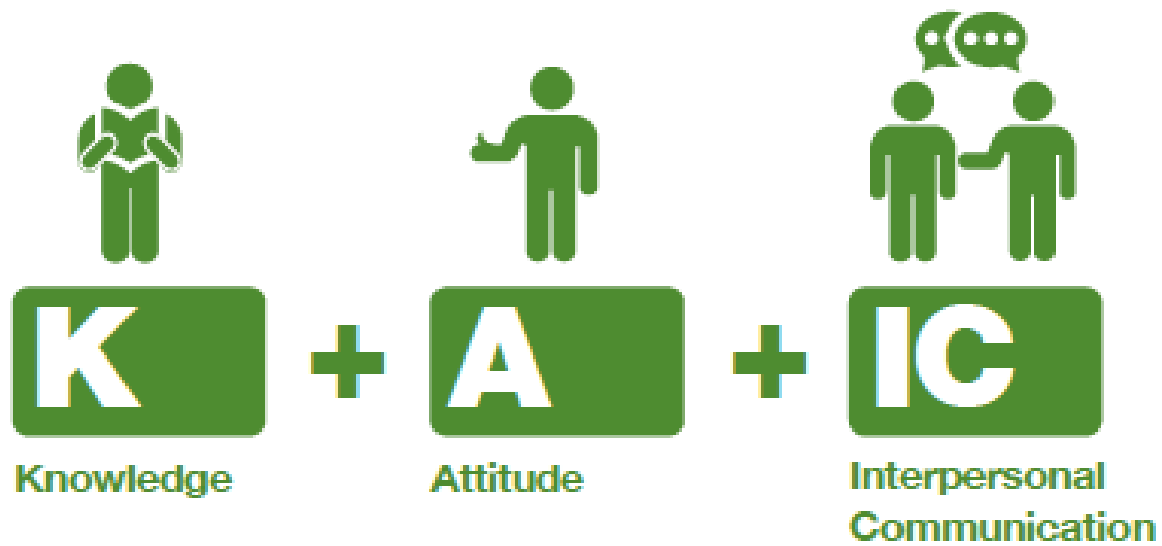 K + A + IC
Knowledge
Attitude
Interpersonal
Communication